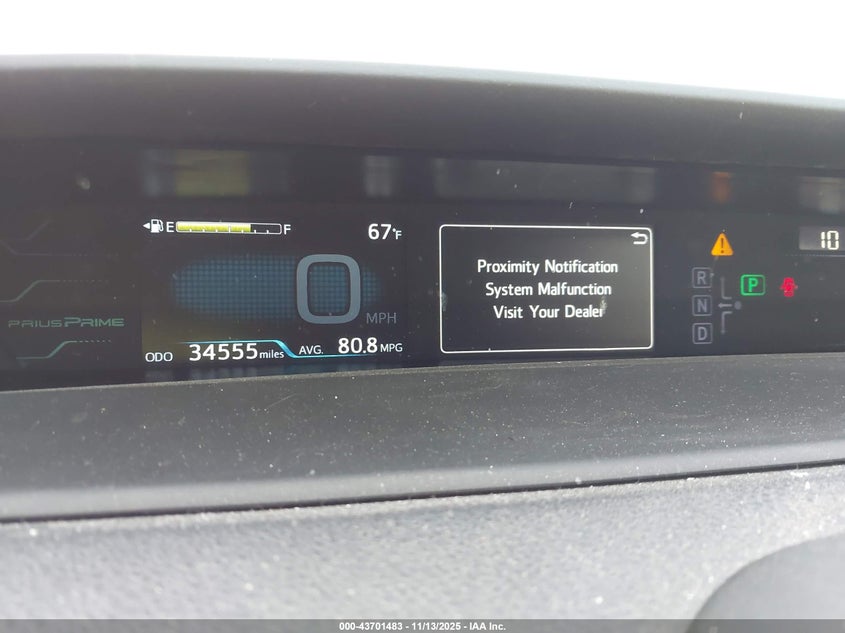 E F
67°F
0
MPH
PRIUS PRIME
ODO 34555 miles
AVG. 80.8 MPG
Proximity Notification
System Malfunction
Visit Your Dealer
R
N
D
P
10
000-43701483 - 11/13/2025 - IAA Inc.